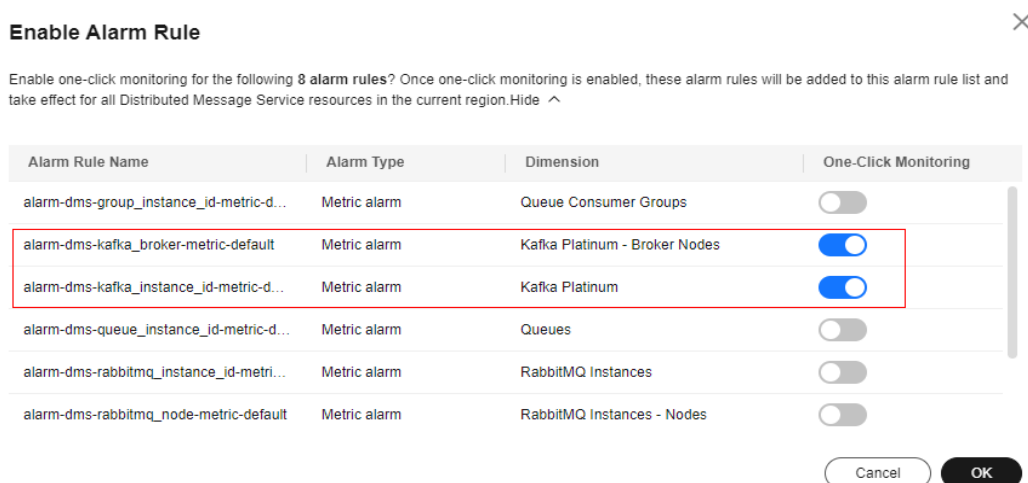 Enable Alarm Rule
Enable one-click monitoring for the following 8 alarm rules? Once one-click monitoring is enabled, these alarm rules will be added to this alarm rule list and
take effect for all Distributed Message Service resources in the current region.Hide
Alarm Rule Name Alarm Type Dimension One-Click Monitoring
alarm-dms-group_instance_id-metric-d... Metric alarm Queue Consumer Groups
alarm-dms-kafka_broker-metric-default Metric alarm Kafka Platinum - Broker Nodes
alarm-dms-kafka_instance_id-metric-d... Metric alarm Kafka Platinum
alarm-dms-queue_instance_id-metric-d... Metric alarm Queues
alarm-dms-rabbitmq_instance_id-metri... Metric alarm RabbitMQ Instances
alarm-dms-rabbitmq_node-metric-default Metric alarm RabbitMQ Instances - Nodes
Cancel OK